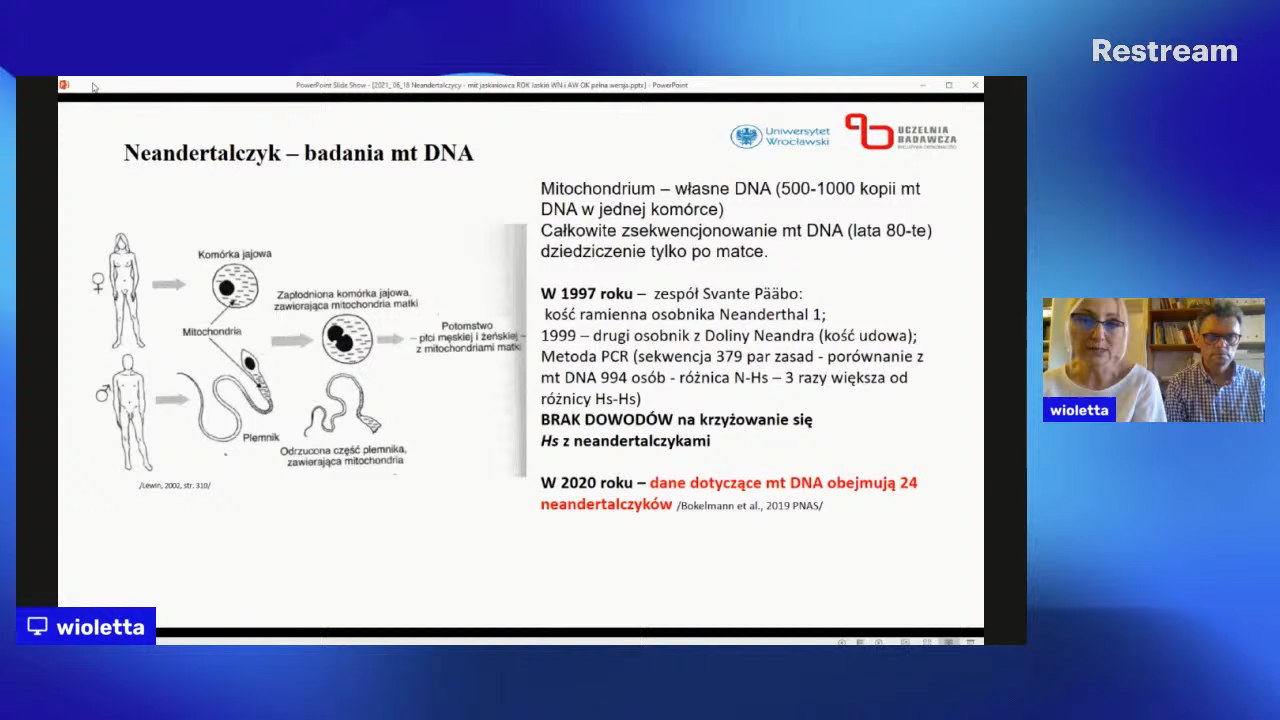 Restream
PowerPoint Slide Show - [2021_ 06_18 Neandertalczycy - mit jaskiniowca ROK Jaskiń WN i AW OK pełna wersja.pptx] - PowerPoint
Uniwersytet
Wrocławski
UCZELNIA
BADAWCZA
INICJATYWA DOSKONAŁOŚCI
Neandertalczyk – badania mt DNA
Komórka jajowa
Zapłodniona komórka jajowa,
zawierająca mitochondria matki
Mitochondria
Potomstwo
– płci męskiej i żeńskiej –
z mitochondriami matki
Plemnik
Odrzucona część plemnika,
zawierająca mitochondria
/Lewin, 2002, str. 310/
Mitochondrium – własne DNA (500-1000 kopii mt
DNA w jednej komórce)
Całkowite zsekwencjonowanie mt DNA (lata 80-te)
dziedziczenie tylko po matce.
W 1997 roku – zespół Svante Pääbo:
kość ramienna osobnika Neanderthal 1;
1999 – drugi osobnik z Doliny Neandra (kość udowa);
Metoda PCR (sekwencja 379 par zasad - porównanie z
mt DNA 994 osób - różnica N-Hs – 3 razy większa od
różnicy Hs-Hs)
BRAK DOWODÓW na krzyżowanie się
Hs z neandertalczykami
W 2020 roku – dane dotyczące mt DNA obejmują 24
neandertalczyków /Bokelmann et al., 2019 PNAS/
wioletta
wioletta